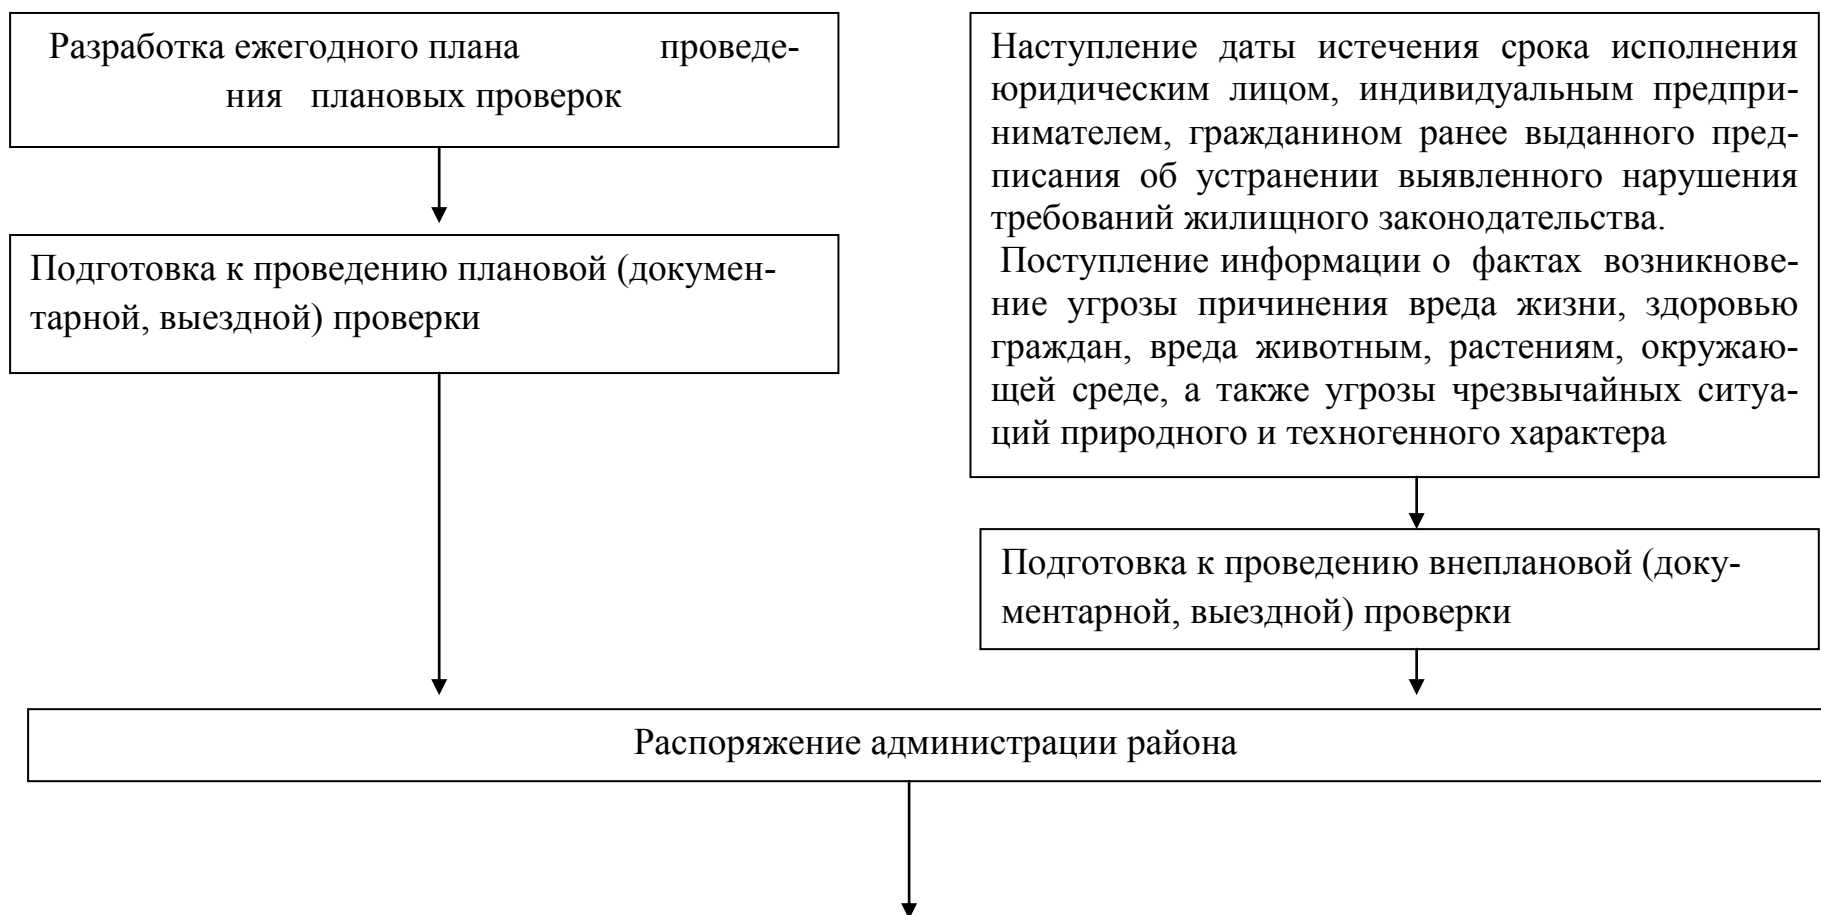 Разработка ежегодного плана проведе-
ния плановых проверок
Подготовка к проведению плановой (докумен-
тарной, выездной) проверки
Наступление даты истечения срока исполнения
юридическим лицом, индивидуальным предпри-
нимателем, гражданином ранее выданного пред-
писания об устранении выявленного нарушения
требований жилищного законодательства.
Поступление информации о фактах возникнове-
ние угрозы причинения вреда жизни, здоровью
граждан, вреда животным, растениям, окружаю-
щей среде, а также угрозы чрезвычайных ситуа-
ций природного и техногенного характера
Подготовка к проведению внеплановой (доку-
ментарной, выездной) проверки
Распоряжение администрации района